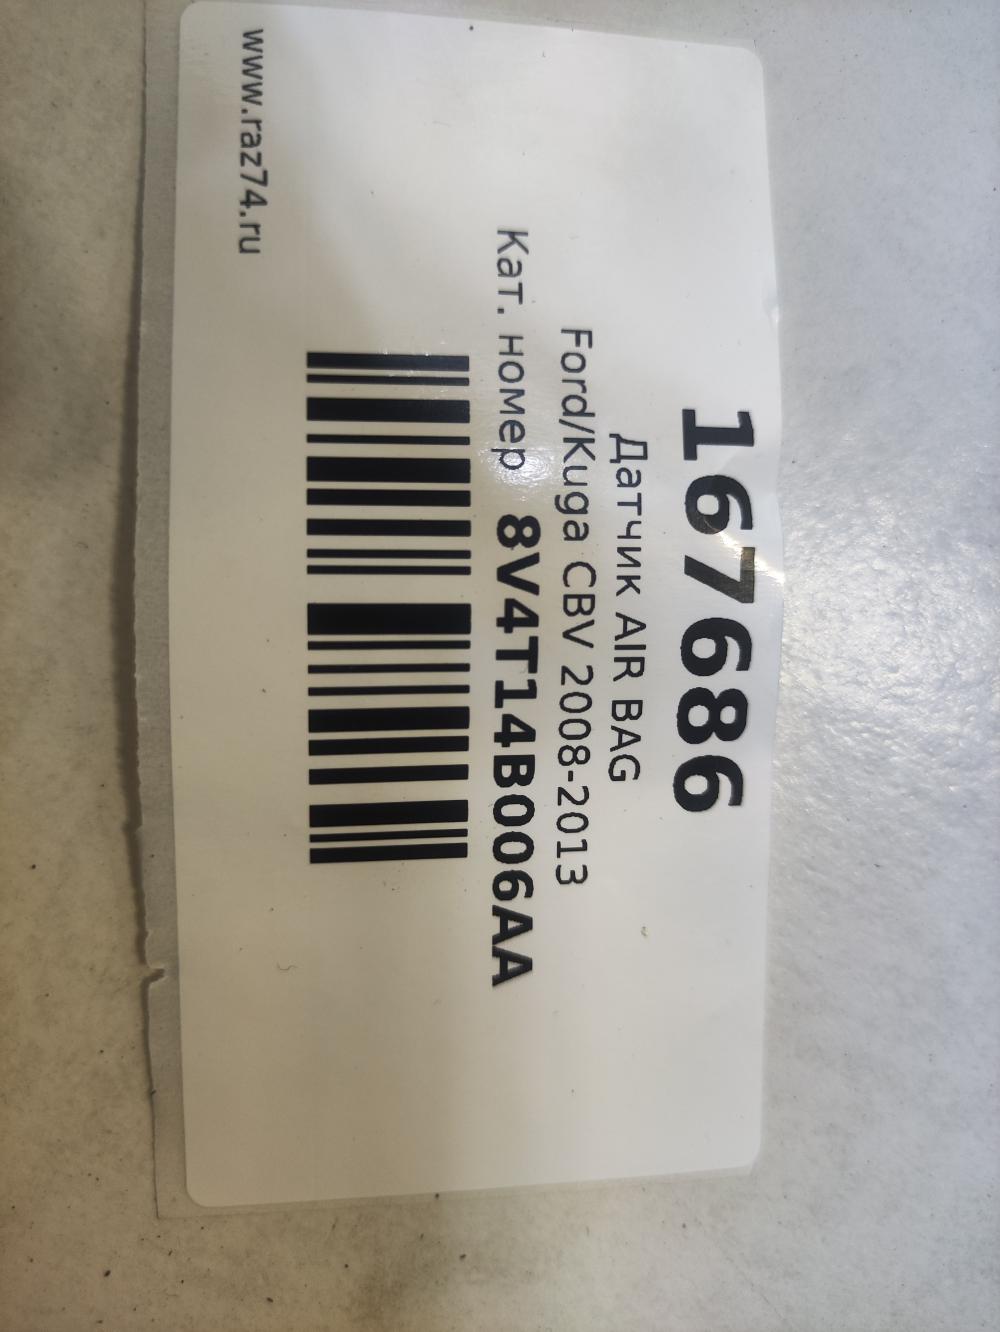 167686
Датчик AIR BAG
Ford/Kuga CBV 2008-2013
Кат. номер 8V4T14B006AA
www.raz74.ru